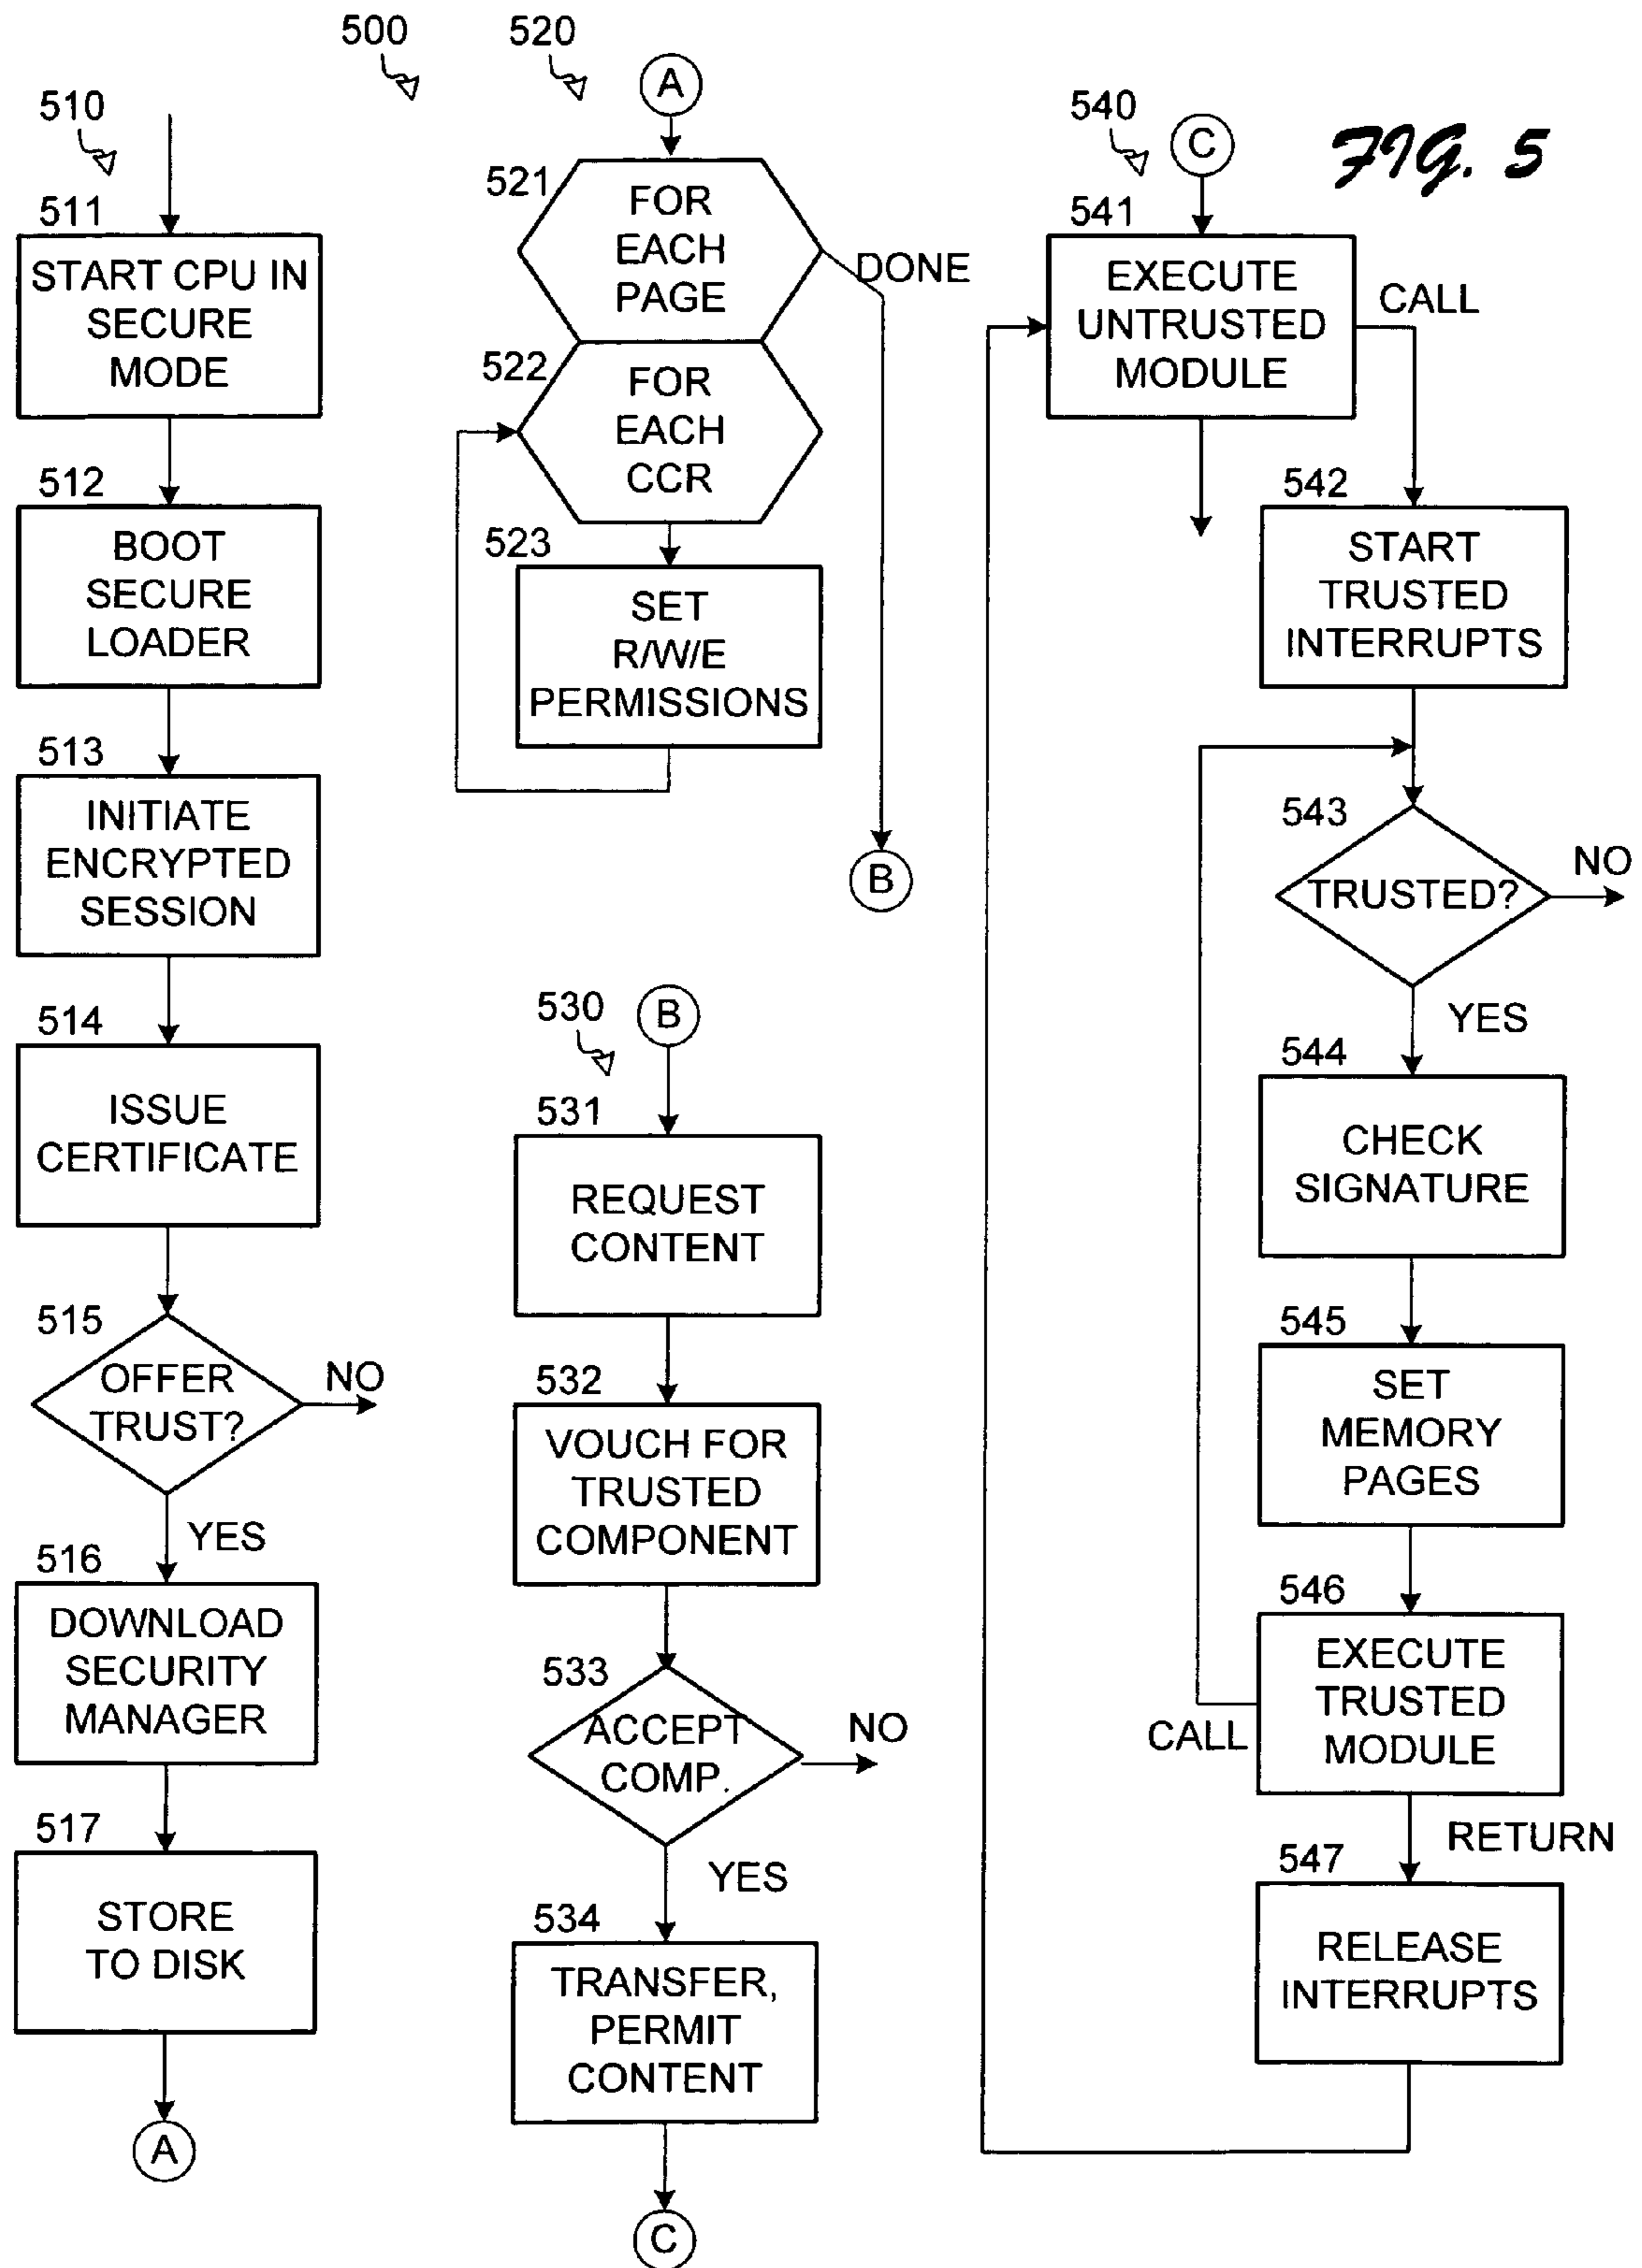 500
510
511
START CPU IN
SECURE
MODE
512
BOOT
SECURE
LOADER
513
INITIATE
ENCRYPTED
SESSION
514
ISSUE
CERTIFICATE
515
OFFER
TRUST?
NO
YES
516
DOWNLOAD
SECURITY
MANAGER
517
STORE
TO DISK
A
520
A
521
FOR
EACH
PAGE
DONE
522
FOR
EACH
CCR
523
SET
R/W/E
PERMISSIONS
B
530
B
531
REQUEST
CONTENT
532
VOUCH FOR
TRUSTED
COMPONENT
533
ACCEPT
COMP.
NO
YES
534
TRANSFER,
PERMIT
CONTENT
C
FIG. 5
540
C
541
EXECUTE
UNTRUSTED
MODULE
CALL
542
START
TRUSTED
INTERRUPTS
543
TRUSTED?
NO
YES
544
CHECK
SIGNATURE
545
SET
MEMORY
PAGES
546
EXECUTE
TRUSTED
MODULE
CALL
RETURN
547
RELEASE
INTERRUPTS